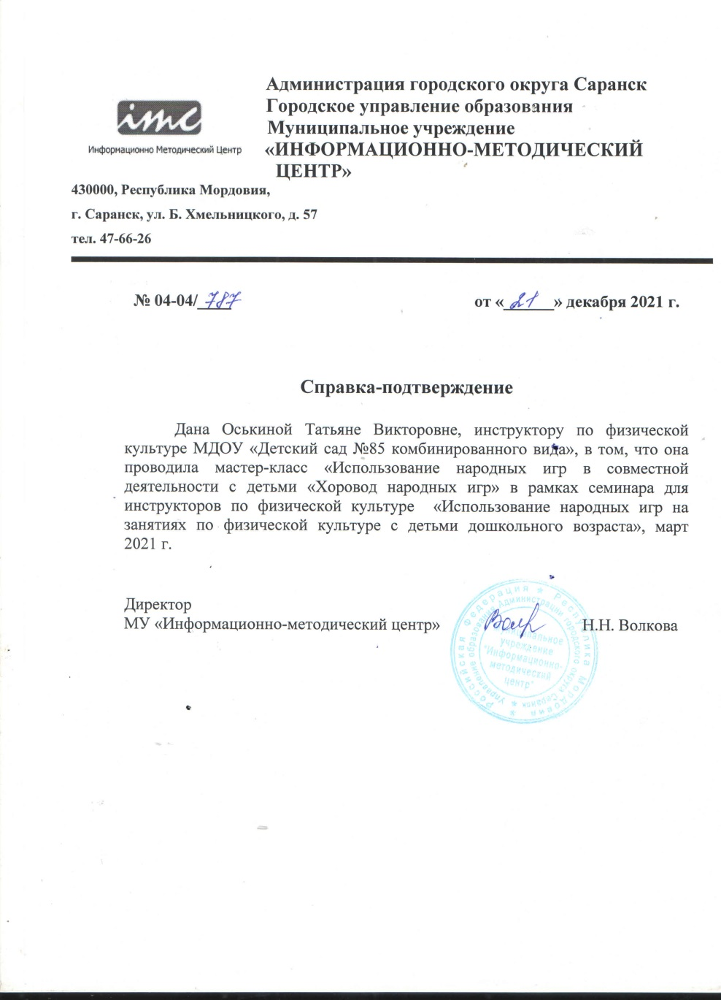 Администрация городского округа Саранск
Городское управление образования
Муниципальное учреждение
«ИНФОРМАЦИОННО-МЕТОДИЧЕСКИЙ
ЦЕНТР»
imc
Информационно Методический Центр
430000, Республика Мордовия,
г. Саранск, ул. Б. Хмельницкого, д. 57
тел. 47-66-26
№ 04-04/ 787 от « 21 » декабря 2021 г.
Справка-подтверждение
Дана Оськиной Татьяне Викторовне, инструктору по физической
культуре МДОУ «Детский сад №85 комбинированного вида», в том, что она
проводила мастер-класс «Использование народных игр в совместной
деятельности с детьми «Хоровод народных игр» в рамках семинара для
инструкторов по физической культуре «Использование народных игр на
занятиях по физической культуре с детьми дошкольного возраста», март
2021 г.
Директор
МУ «Информационно-методический центр» Н.Н. Волкова
Российская Федерация * Республика Мордовия *
Управление образования Администрации городского округа Саранск *
учреждение
"Информационно-
методический
центр"